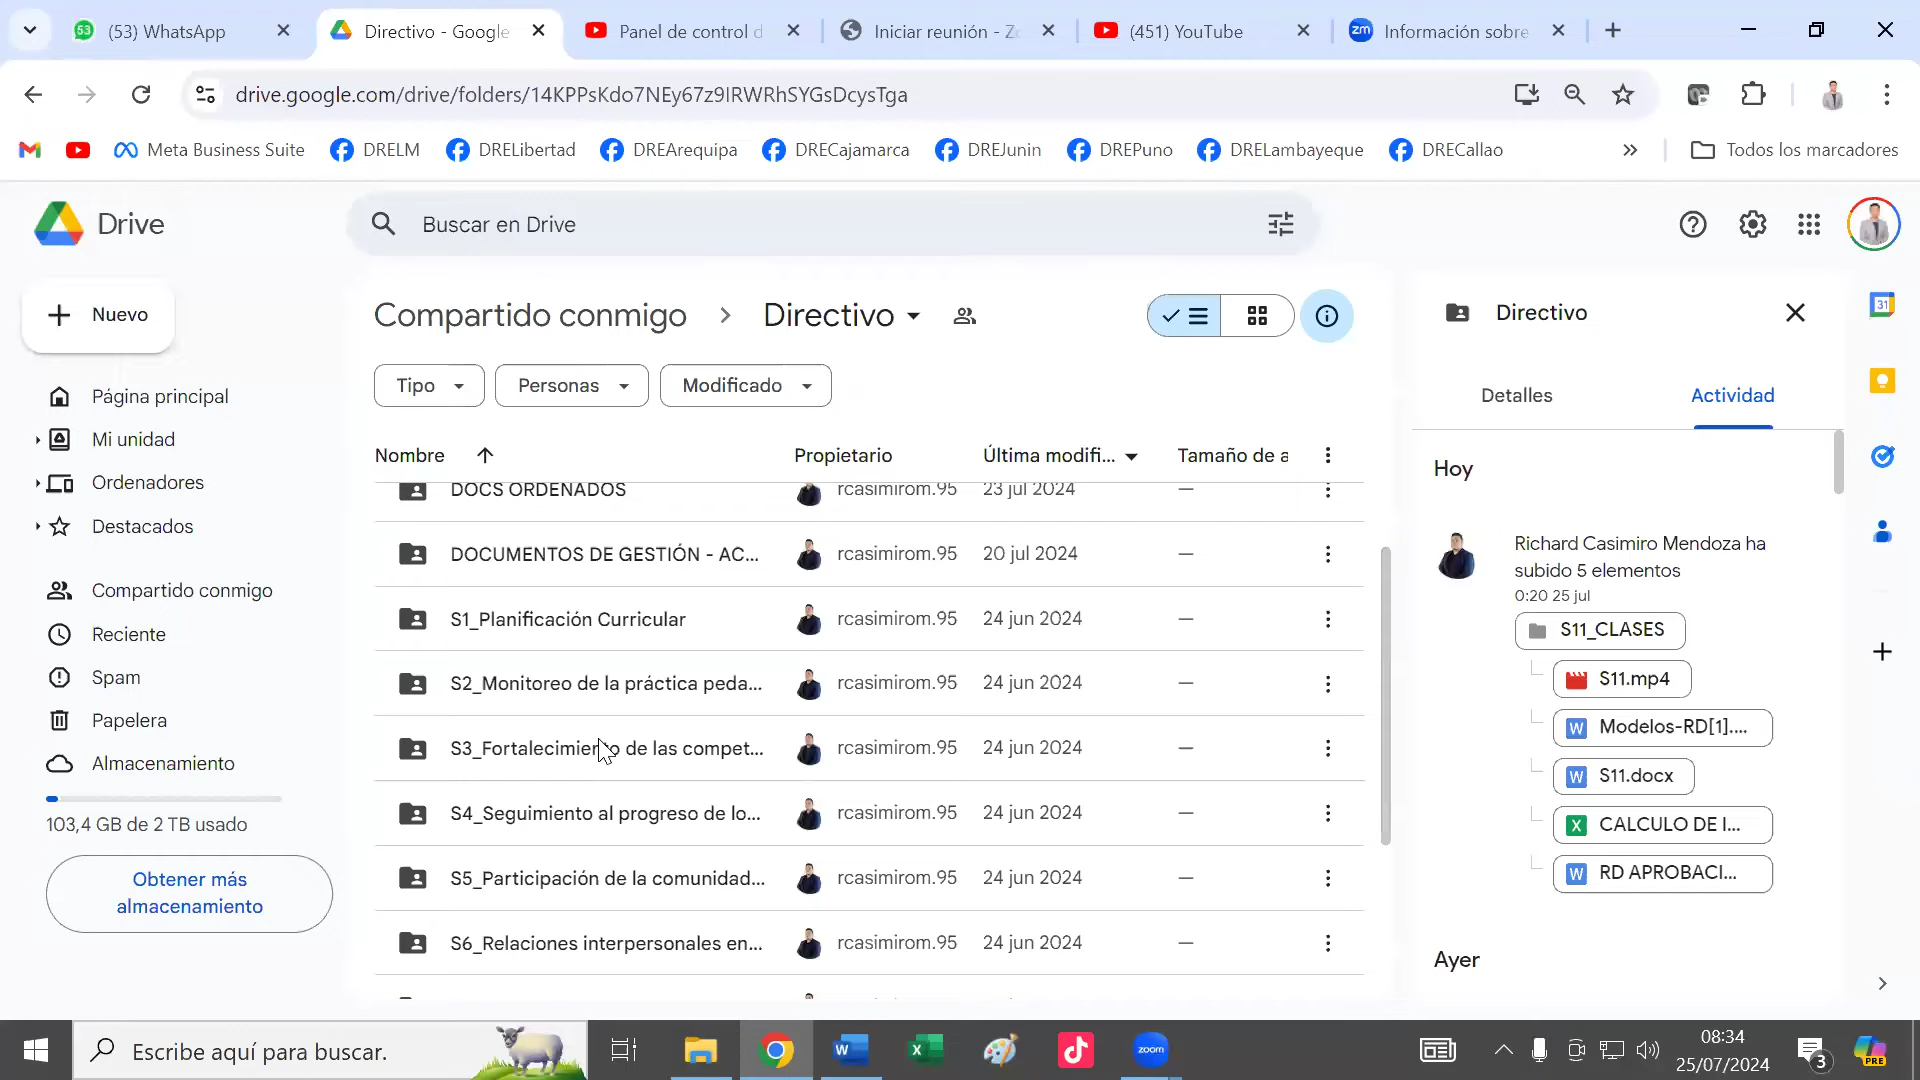 53
(53) WhatsApp
Directivo - Google
Panel de control d
Iniciar reunión - Zo
(451) YouTube
zm
Información sobre
drive.google.com/drive/folders/14KPPsKdo7NEy67z9IRWRhSYGsDcysTga
Meta Business Suite
DRELM
DRELibertad
DREArequipa
DRECajamarca
DREJunin
DREPuno
DRELambayeque
DRECallao
Todos los marcadores
Drive
Buscar en Drive
Nuevo
Página principal
Mi unidad
Ordenadores
Destacados
Compartido conmigo
Reciente
Spam
Papelera
Almacenamiento
103,4 GB de 2 TB usado
Obtener más
almacenamiento
Compartido conmigo
Directivo
Tipo
Personas
Modificado
Nombre Propietario Última modifi... Tamaño de a
DOCS ORDENADOS rcasimirom.95 23 jul 2024 —
DOCUMENTOS DE GESTIÓN - AC... rcasimirom.95 20 jul 2024 —
S1_Planificación Curricular rcasimirom.95 24 jun 2024 —
S2_Monitoreo de la práctica peda... rcasimirom.95 24 jun 2024 —
S3_Fortalecimiento de las compet... rcasimirom.95 24 jun 2024 —
S4_Seguimiento al progreso de lo... rcasimirom.95 24 jun 2024 —
S5_Participación de la comunidad... rcasimirom.95 24 jun 2024 —
S6_Relaciones interpersonales en... rcasimirom.95 24 jun 2024 —
Directivo
Detalles
Actividad
Hoy
Richard Casimiro Mendoza ha
subido 5 elementos
0:20 25 jul
S11_CLASES
S11.mp4
W Modelos-RD[1]....
W S11.docx
X CALCULO DE I...
W RD APROBACI...
Ayer
31
Escribe aquí para buscar.
W
X
zoom
08:34
25/07/2024
3
PRE